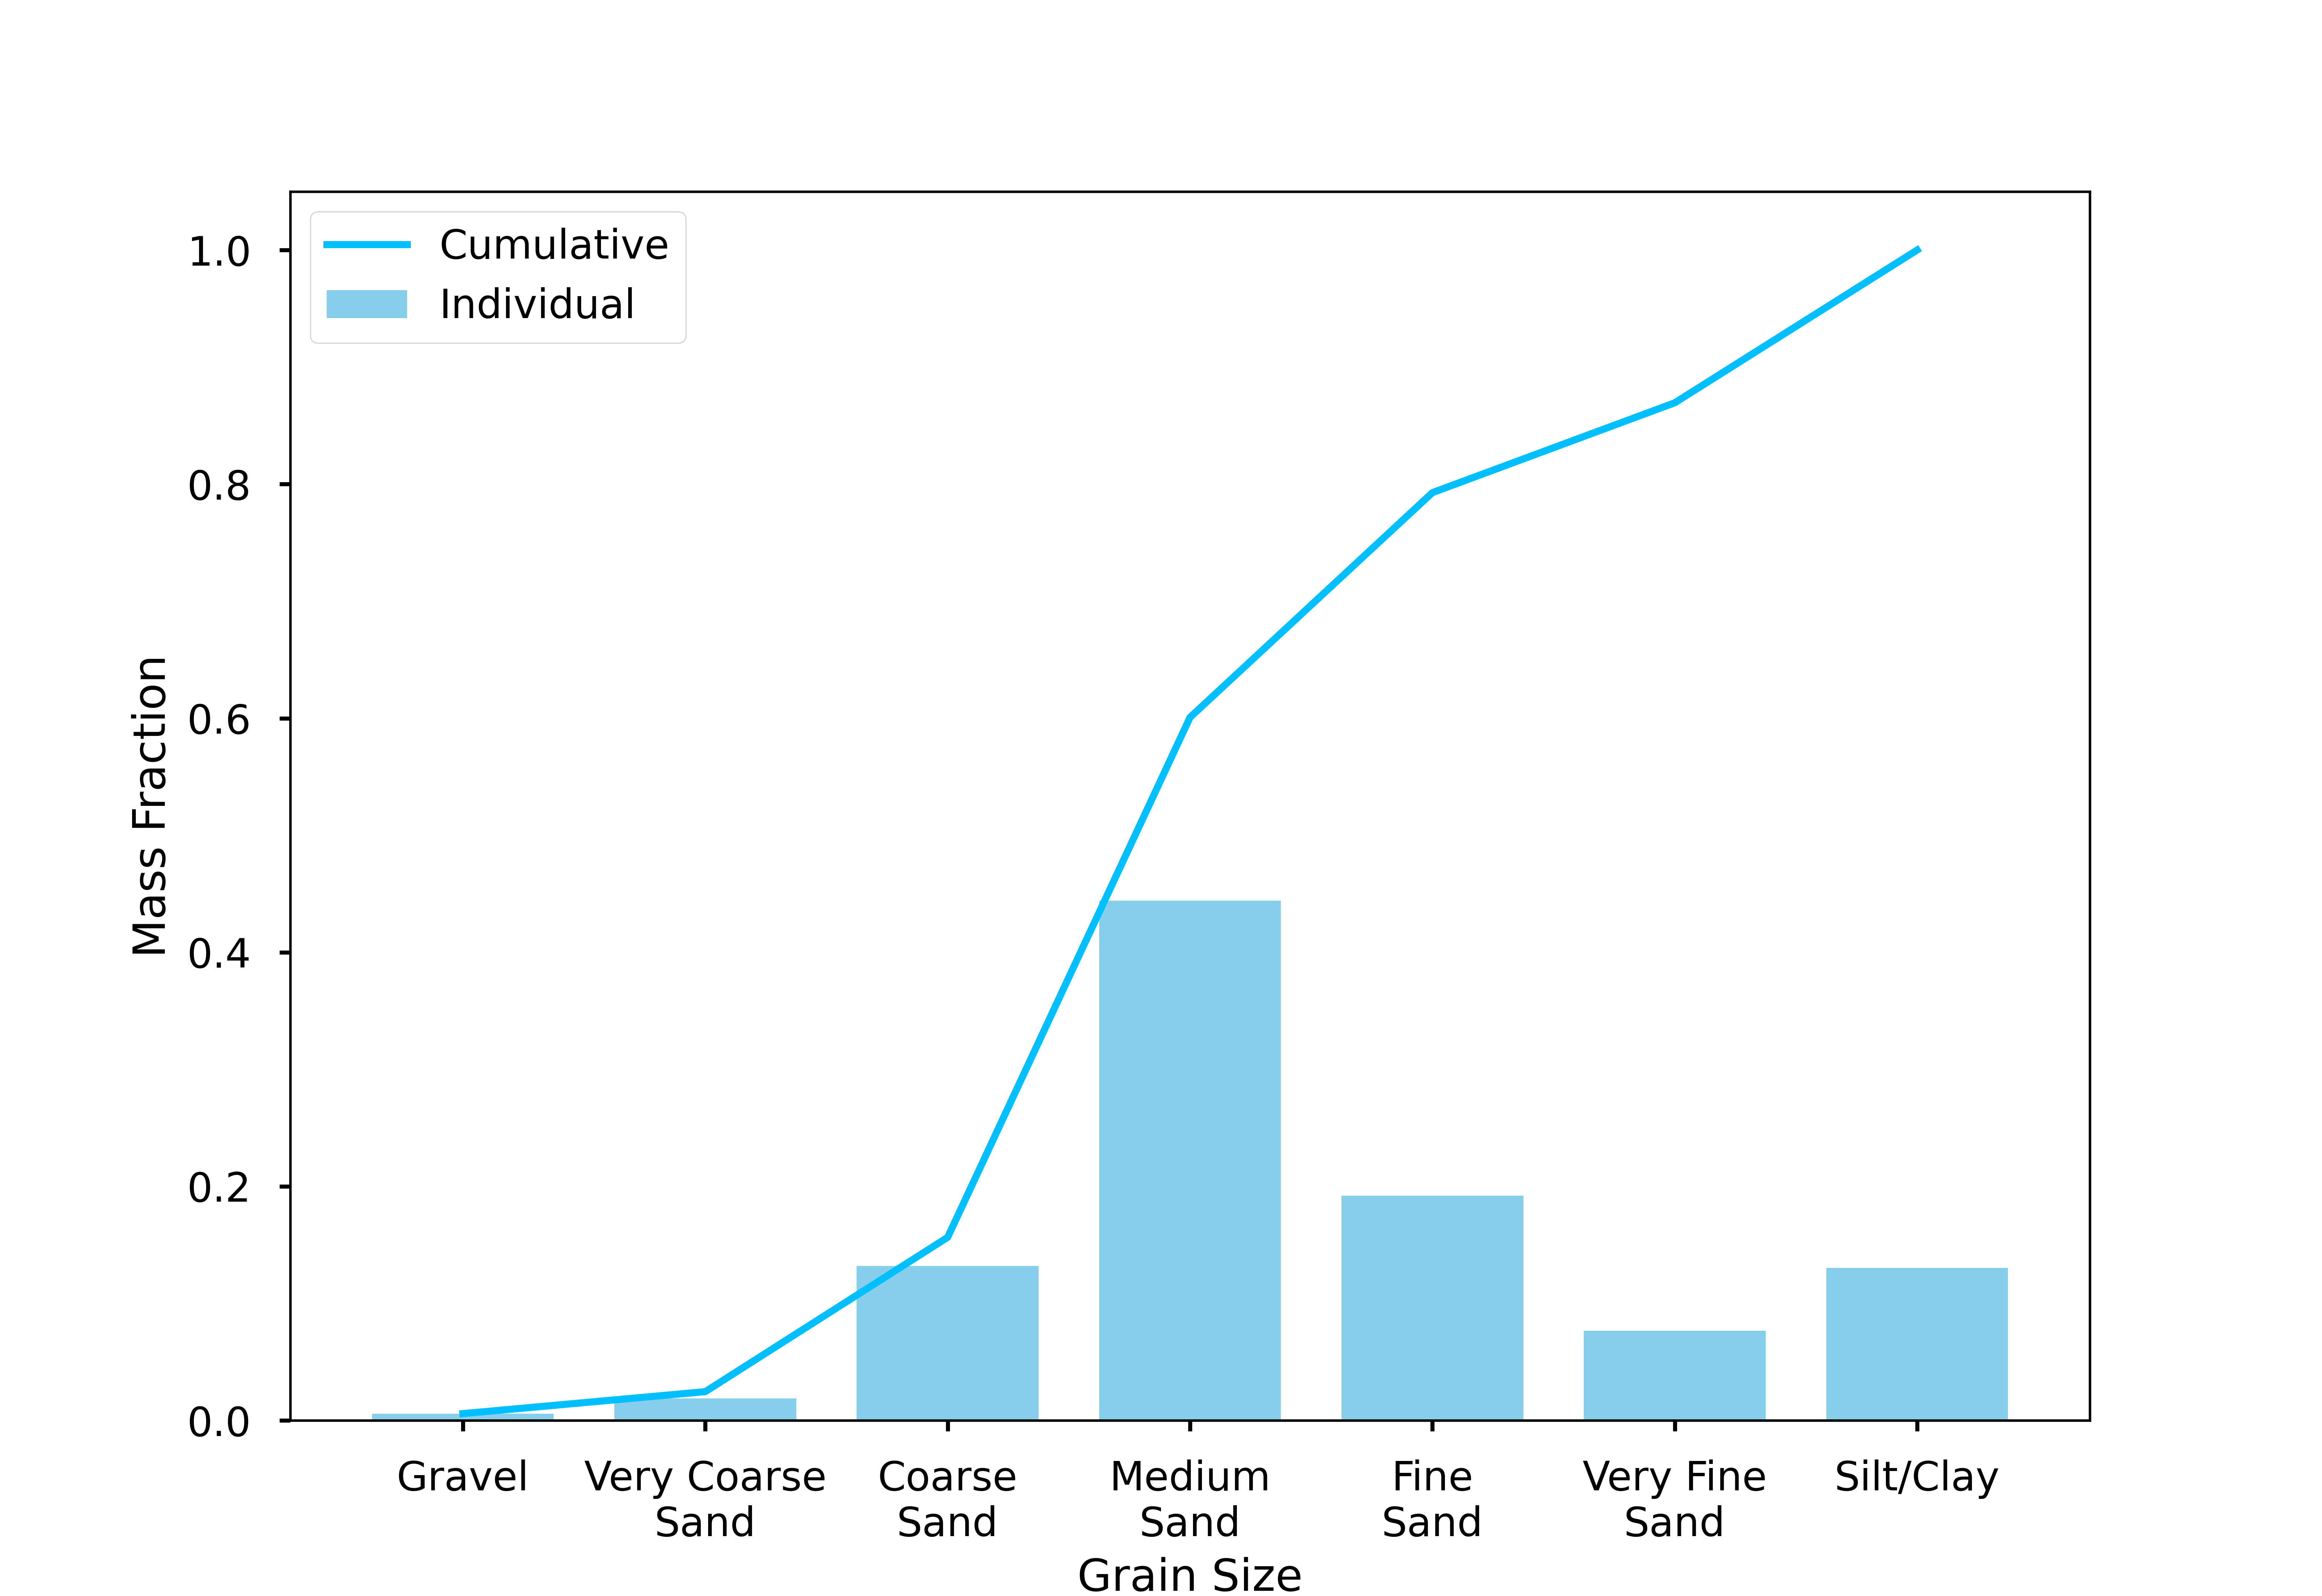 Cumulative
Individual
1.0
0.8
0.6
0.4
0.2
0.0
Mass Fraction
Gravel
Very Coarse
Sand
Coarse
Sand
Medium
Sand
Fine
Sand
Very Fine
Sand
Silt/Clay
Grain Size